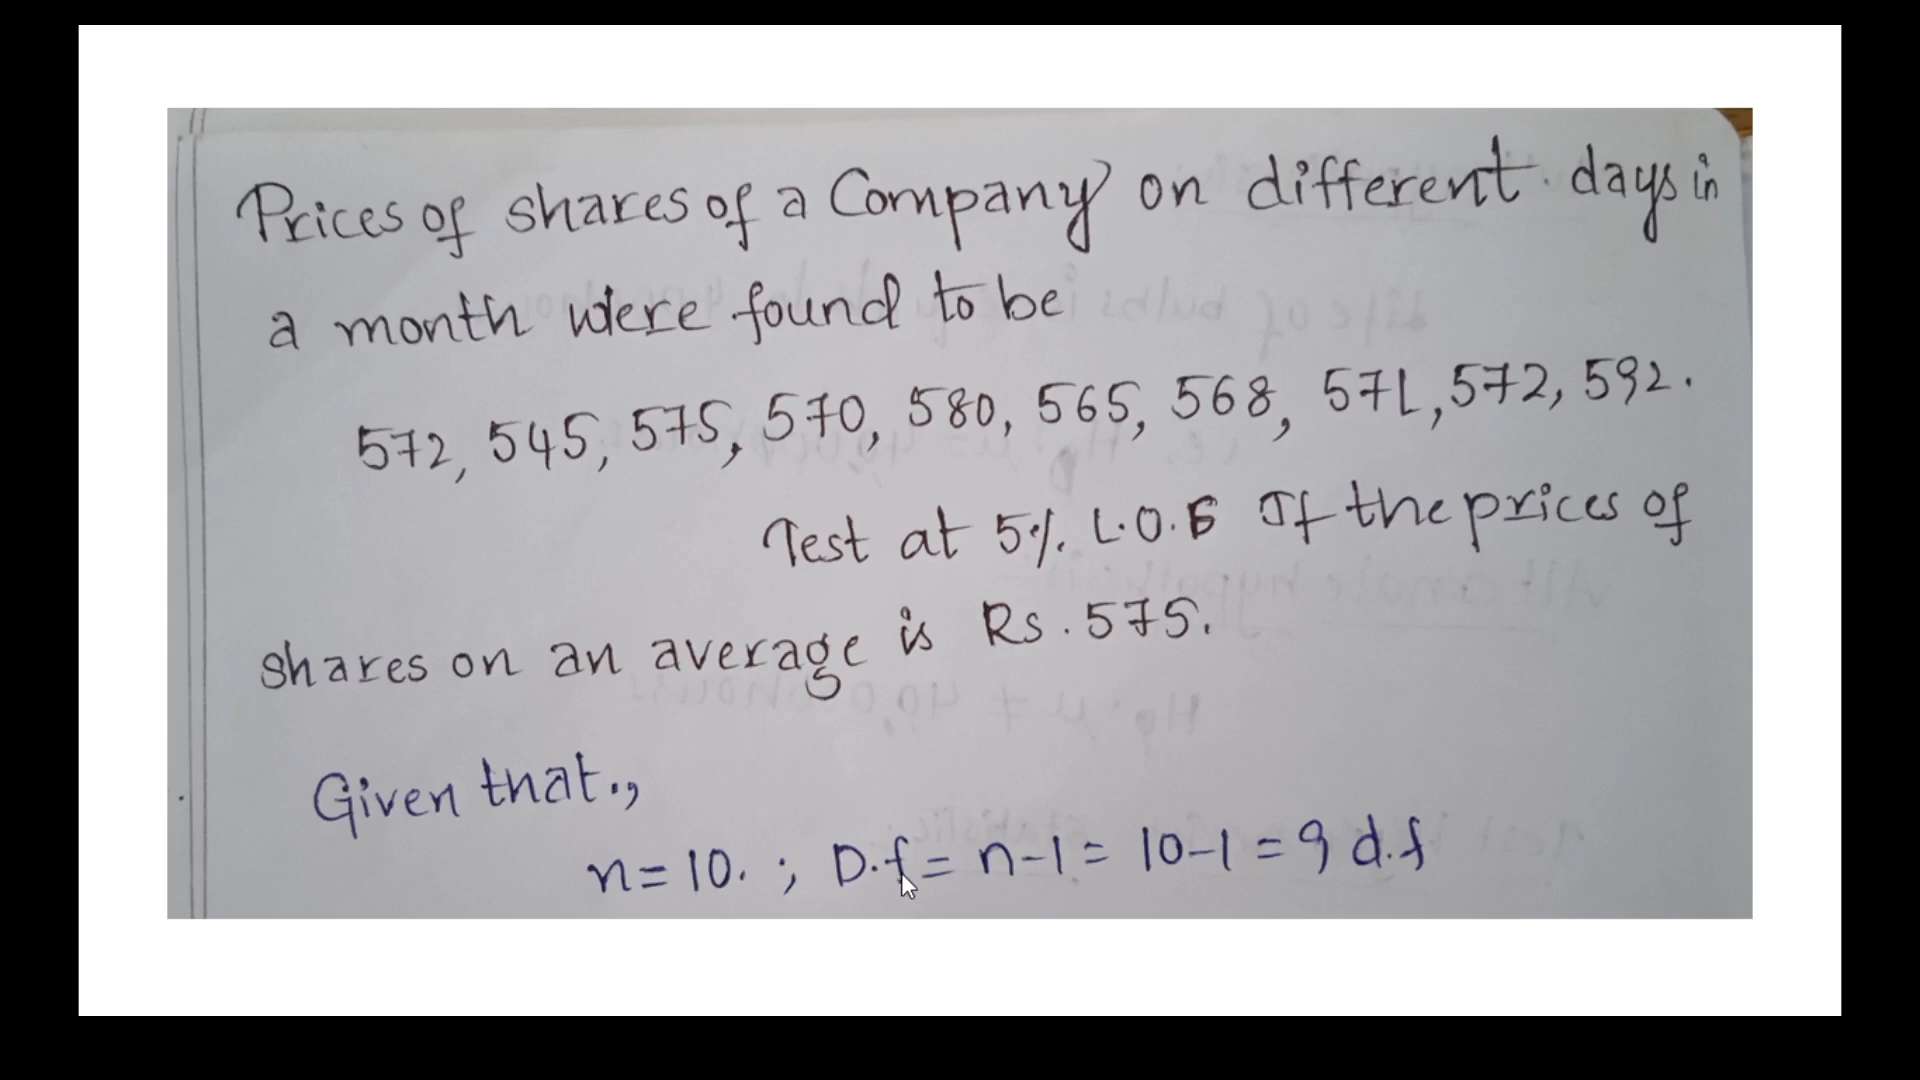 Prices of shares of a Company on different days in
a month were found to be
572, 545, 575, 570, 580, 565, 568, 571, 572, 592.
Test at 5%. L.O.S If the prices of
shares on an average is Rs. 575.
Given that.,
n = 10. ; D.f = n-1 = 10-1 = 9 d.f